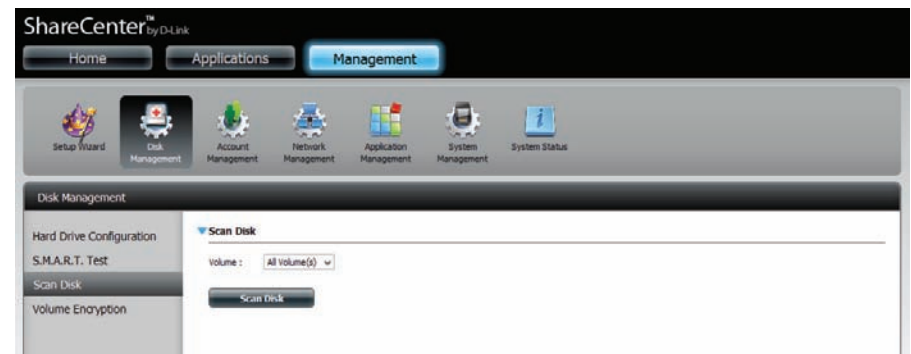 ShareCenter™ by D-Link
Home Applications Management
Setup Wizard Disk Management Account Management Network Management Application Management System Management System Status
Disk Management
Hard Drive Configuration
S.M.A.R.T. Test
Scan Disk
Volume Encryption
Scan Disk
Volume : All Volume(s)
Scan Disk